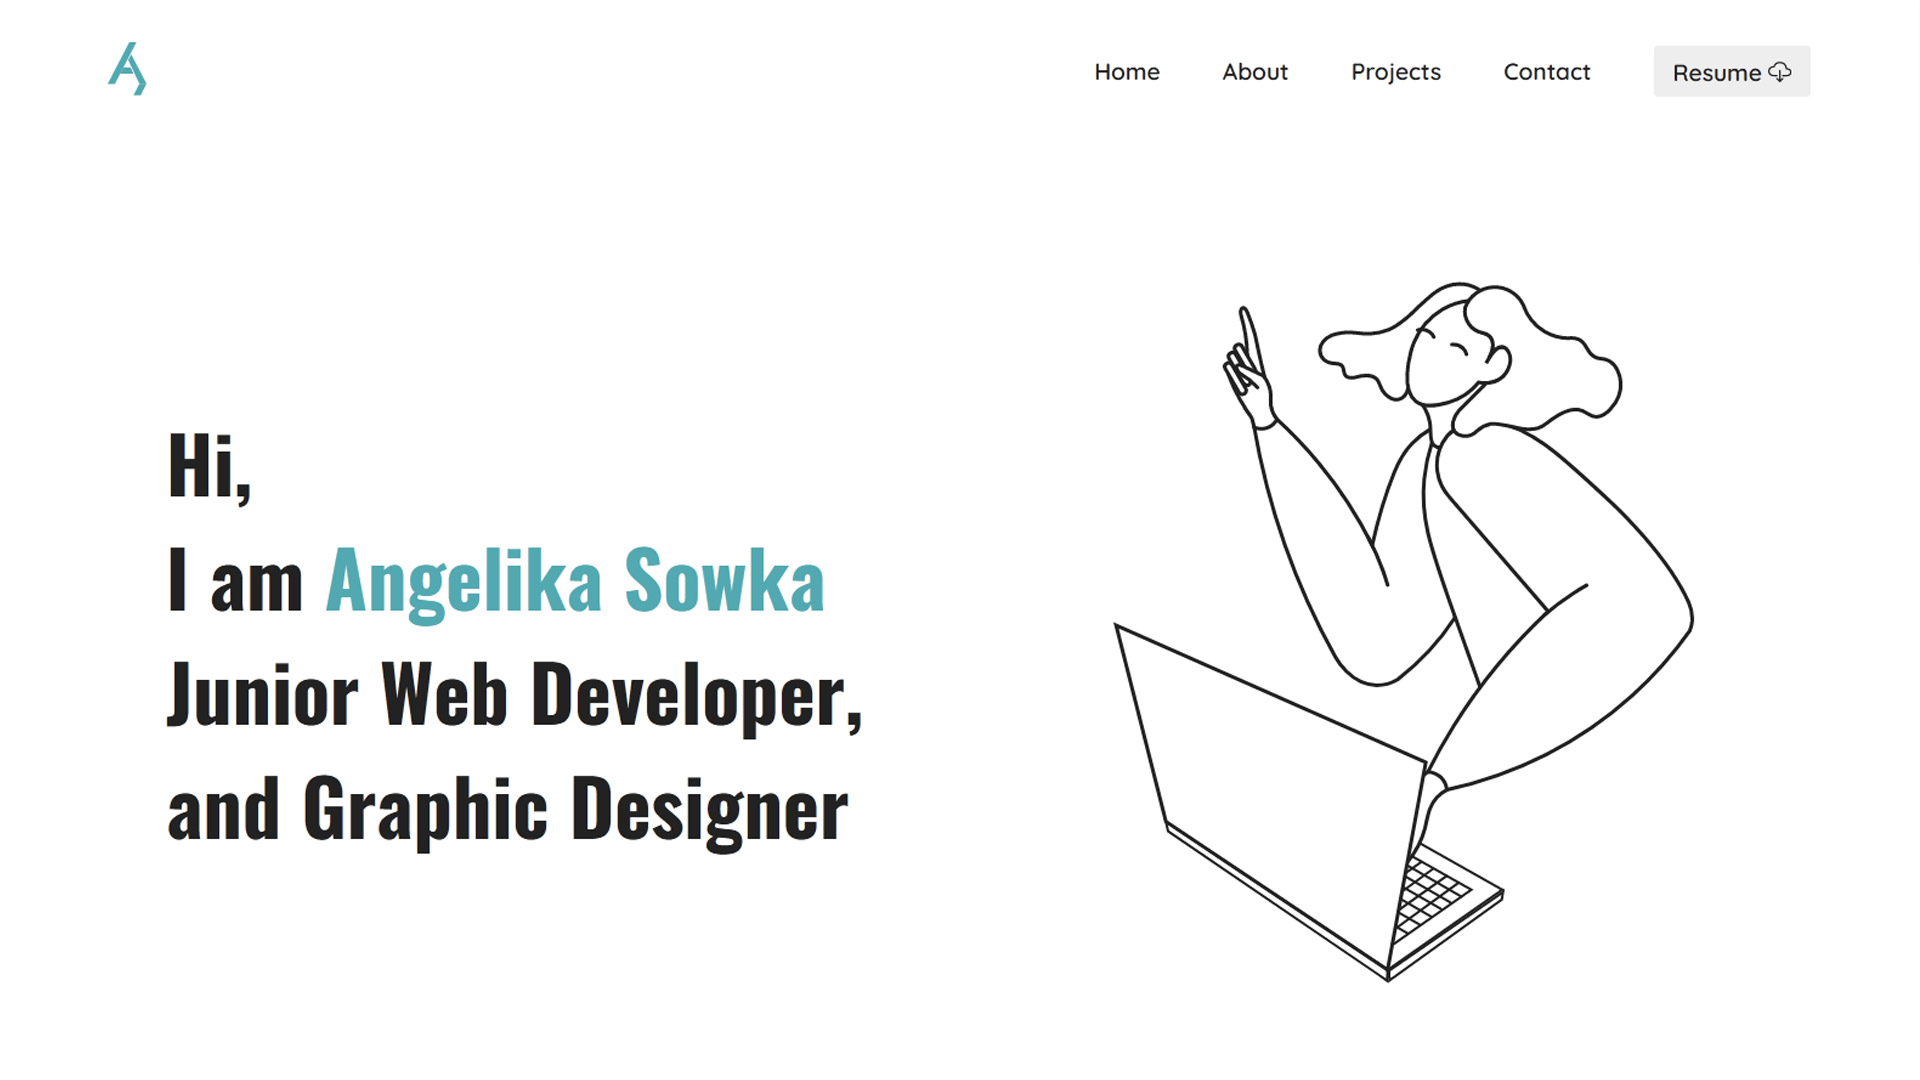 Home About Projects Contact Resume
Hi,
I am Angelika Sowka
Junior Web Developer,
and Graphic Designer